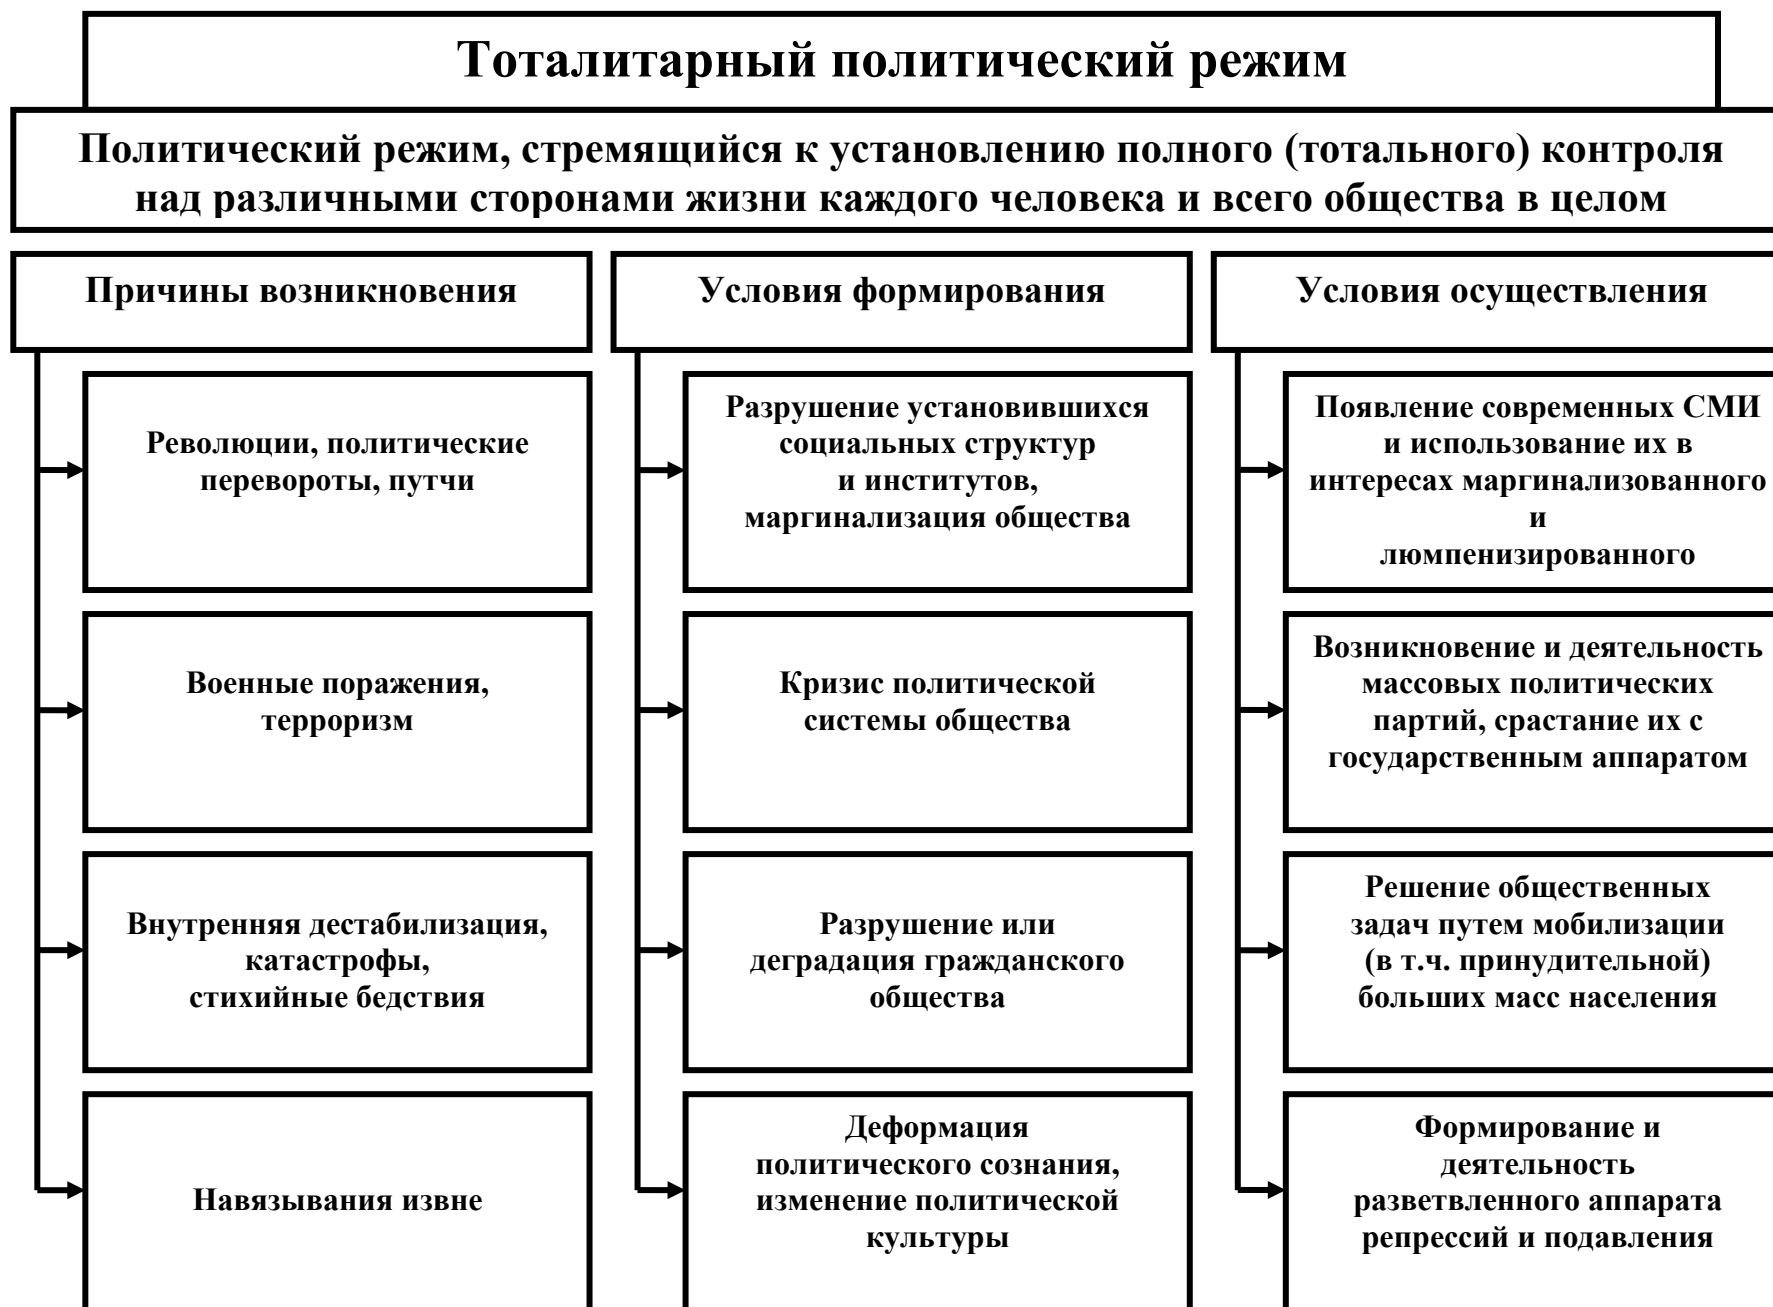 Тоталитарный политический режим
Политический режим, стремящийся к установлению полного (тотального) контроля
над различными сторонами жизни каждого человека и всего общества в целом
Причины возникновения
Революции, политические
перевороты, путчи
Военные поражения,
терроризм
Внутренняя дестабилизация,
катастрофы,
стихийные бедствия
Навязывания извне
Условия формирования
Разрушение установившихся
социальных структур
и институтов,
маргинализация общества
Кризис политической
системы общества
Разрушение или
деградация гражданского
общества
Деформация
политического сознания,
изменение политической
культуры
Условия осуществления
Появление современных СМИ
и использование их в
интересах маргинализованного
и
люмпенизированного
Возникновение и деятельность
массовых политических
партий, срастание их с
государственным аппаратом
Решение общественных
задач путем мобилизации
(в т.ч. принудительной)
больших масс населения
Формирование и
деятельность
разветвленного аппарата
репрессий и подавления